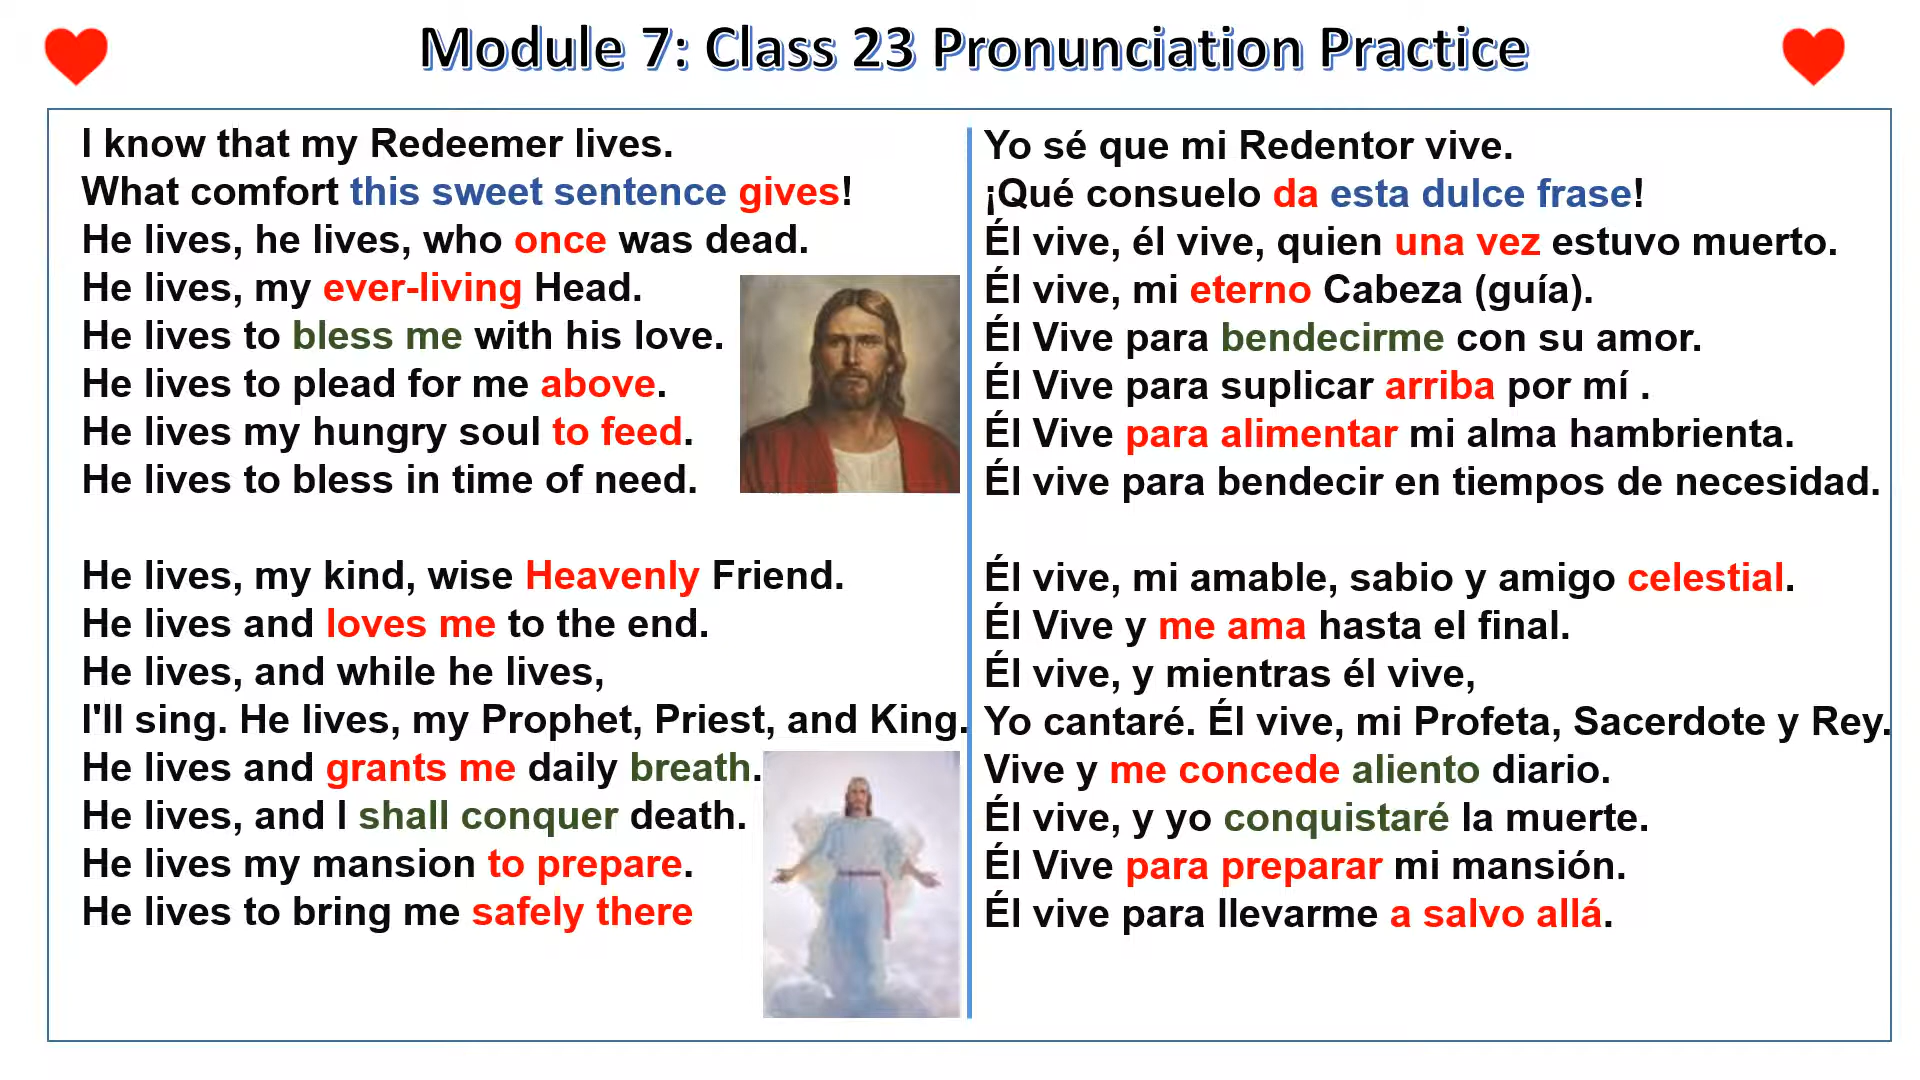 Module 7: Class 23 Pronunciation Practice
I know that my Redeemer lives.
What comfort this sweet sentence gives!
He lives, he lives, who once was dead.
He lives, my ever-living Head.
He lives to bless me with his love.
He lives to plead for me above.
He lives my hungry soul to feed.
He lives to bless in time of need.
He lives, my kind, wise Heavenly Friend.
He lives and loves me to the end.
He lives, and while he lives,
I'll sing. He lives, my Prophet, Priest, and King.
He lives and grants me daily breath.
He lives, and I shall conquer death.
He lives my mansion to prepare.
He lives to bring me safely there
Yo sé que mi Redentor vive.
¡Qué consuelo da esta dulce frase!
Él vive, él vive, quien una vez estuvo muerto.
Él vive, mi eterno Cabeza (guía).
Él Vive para bendecirme con su amor.
Él Vive para suplicar arriba por mí .
Él Vive para alimentar mi alma hambrienta.
Él vive para bendecir en tiempos de necesidad.
Él vive, mi amable, sabio y amigo celestial.
Él Vive y me ama hasta el final.
Él vive, y mientras él vive,
Yo cantaré. Él vive, mi Profeta, Sacerdote y Rey.
Vive y me concede aliento diario.
Él vive, y yo conquistaré la muerte.
Él Vive para preparar mi mansión.
Él vive para llevarme a salvo allá.